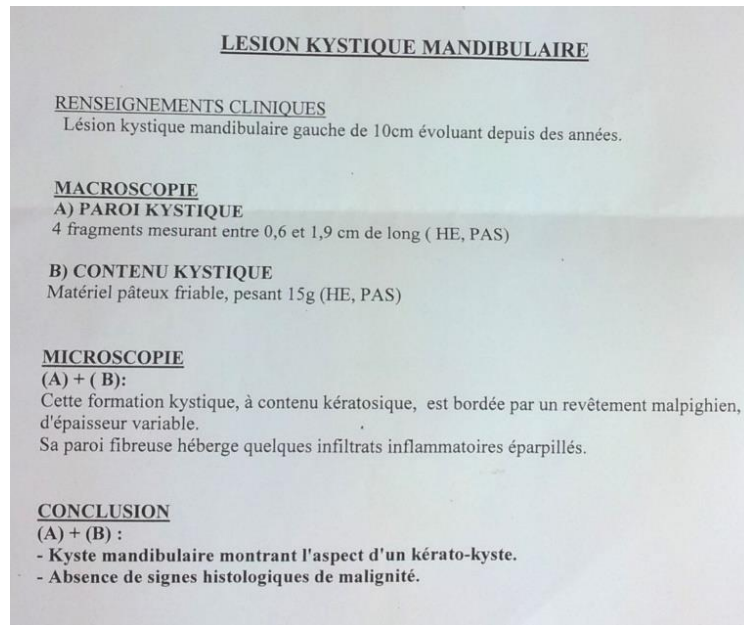 LESION KYSTIQUE MANDIBULAIRE
RENSEIGNEMENTS CLINIQUES
Lésion kystique mandibulaire gauche de 10cm évoluant depuis des années.
MACROSCOPIE
A) PAROI KYSTIQUE
4 fragments mesurant entre 0,6 et 1,9 cm de long ( HE, PAS)
B) CONTENU KYSTIQUE
Matériel pâteux friable, pesant 15g (HE, PAS)
MICROSCOPIE
(A) + ( B):
Cette formation kystique, à contenu kératosique, est bordée par un revêtement malpighien,
d'épaisseur variable.
Sa paroi fibreuse héberge quelques infiltrats inflammatoires éparpillés.
CONCLUSION
(A) + (B) :
- Kyste mandibulaire montrant l'aspect d'un kérato-kyste.
- Absence de signes histologiques de malignité.